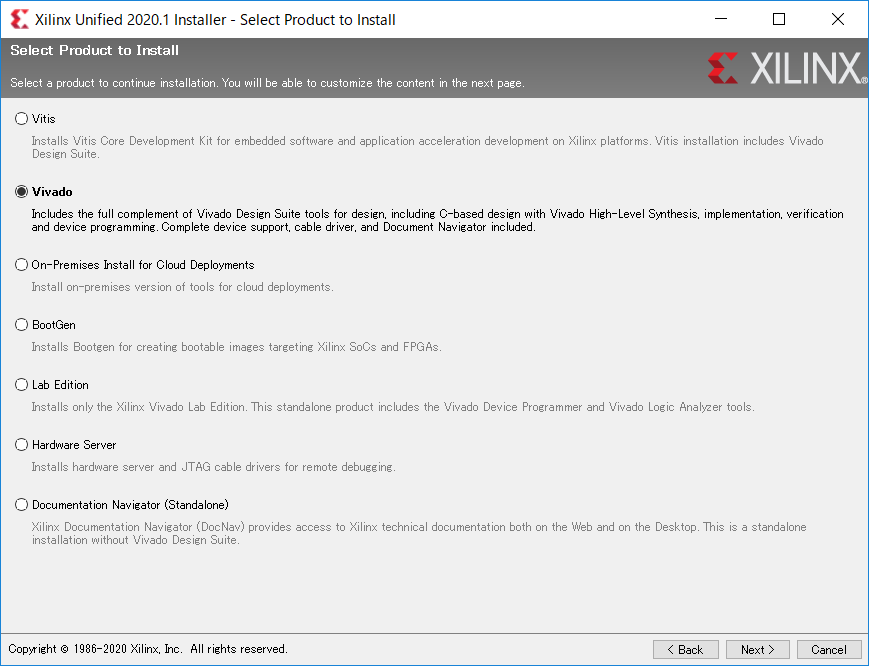 Xilinx Unified 2020.1 Installer - Select Product to Install
Select Product to Install
Select a product to continue installation. You will be able to customize the content in the next page.
XILINX®
Vitis
Installs Vitis Core Development Kit for embedded software and application acceleration development on Xilinx platforms. Vitis installation includes Vivado
Design Suite.
Vivado
Includes the full complement of Vivado Design Suite tools for design, including C-based design with Vivado High-Level Synthesis, implementation, verification
and device programming. Complete device support, cable driver, and Document Navigator included.
On-Premises Install for Cloud Deployments
Install on-premises version of tools for cloud deployments.
BootGen
Installs Bootgen for creating bootable images targeting Xilinx SoCs and FPGAs.
Lab Edition
Installs only the Xilinx Vivado Lab Edition. This standalone product includes the Vivado Device Programmer and Vivado Logic Analyzer tools.
Hardware Server
Installs hardware server and JTAG cable drivers for remote debugging.
Documentation Navigator (Standalone)
Xilinx Documentation Navigator (DocNav) provides access to Xilinx technical documentation both on the Web and on the Desktop. This is a standalone
installation without Vivado Design Suite.
Copyright © 1986-2020 Xilinx, Inc. All rights reserved.
< Back
Next >
Cancel